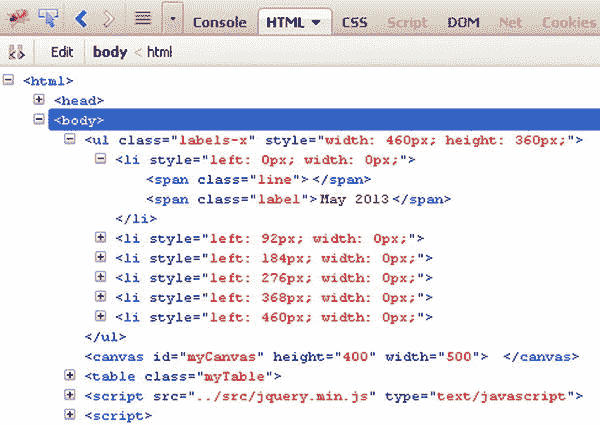 Console HTML CSS Script DOM Net Cookies
Edit body < html
<html>
<head>
<body>
<ul class="labels-x" style="width: 460px; height: 360px;">
<li style="left: 0px; width: 0px;">
<span class="line"></span>
<span class="label">May 2013</span>
</li>
<li style="left: 92px; width: 0px;">
<li style="left: 184px; width: 0px;">
<li style="left: 276px; width: 0px;">
<li style="left: 368px; width: 0px;">
<li style="left: 460px; width: 0px;">
</ul>
<canvas id="myCanvas" height="400" width="500"> </canvas>
<table class="myTable">
<script src="../src/jquery.min.js" type="text/javascript">
<script>